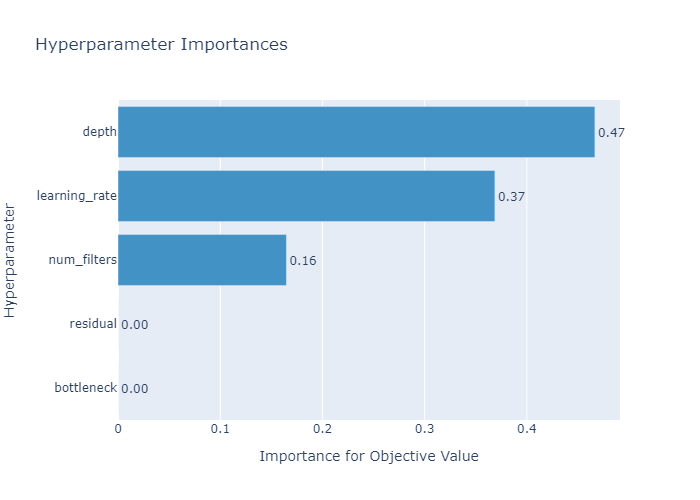 Hyperparameter Importances
Hyperparameter
depth 0.47
learning_rate 0.37
num_filters 0.16
residual 0.00
bottleneck 0.00
0 0.1 0.2 0.3 0.4
Importance for Objective Value